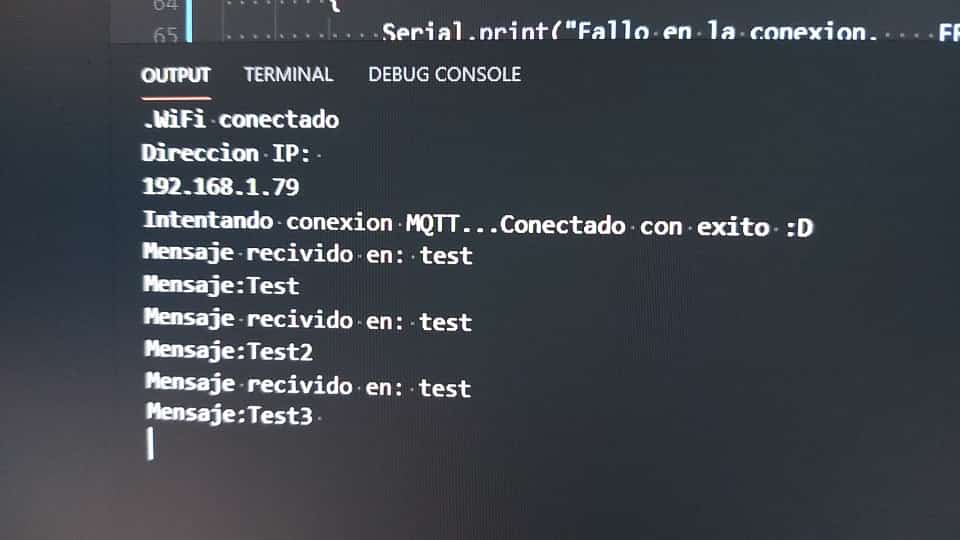 64 {
65 Serial.print("Fallo en la conexion.
OUTPUT TERMINAL DEBUG CONSOLE
.WiFi conectado
Direccion IP:
192.168.1.79
Intentando conexion MQTT...Conectado con exito :D
Mensaje recivido en: test
Mensaje:Test
Mensaje recivido en: test
Mensaje:Test2
Mensaje recivido en: test
Mensaje:Test3